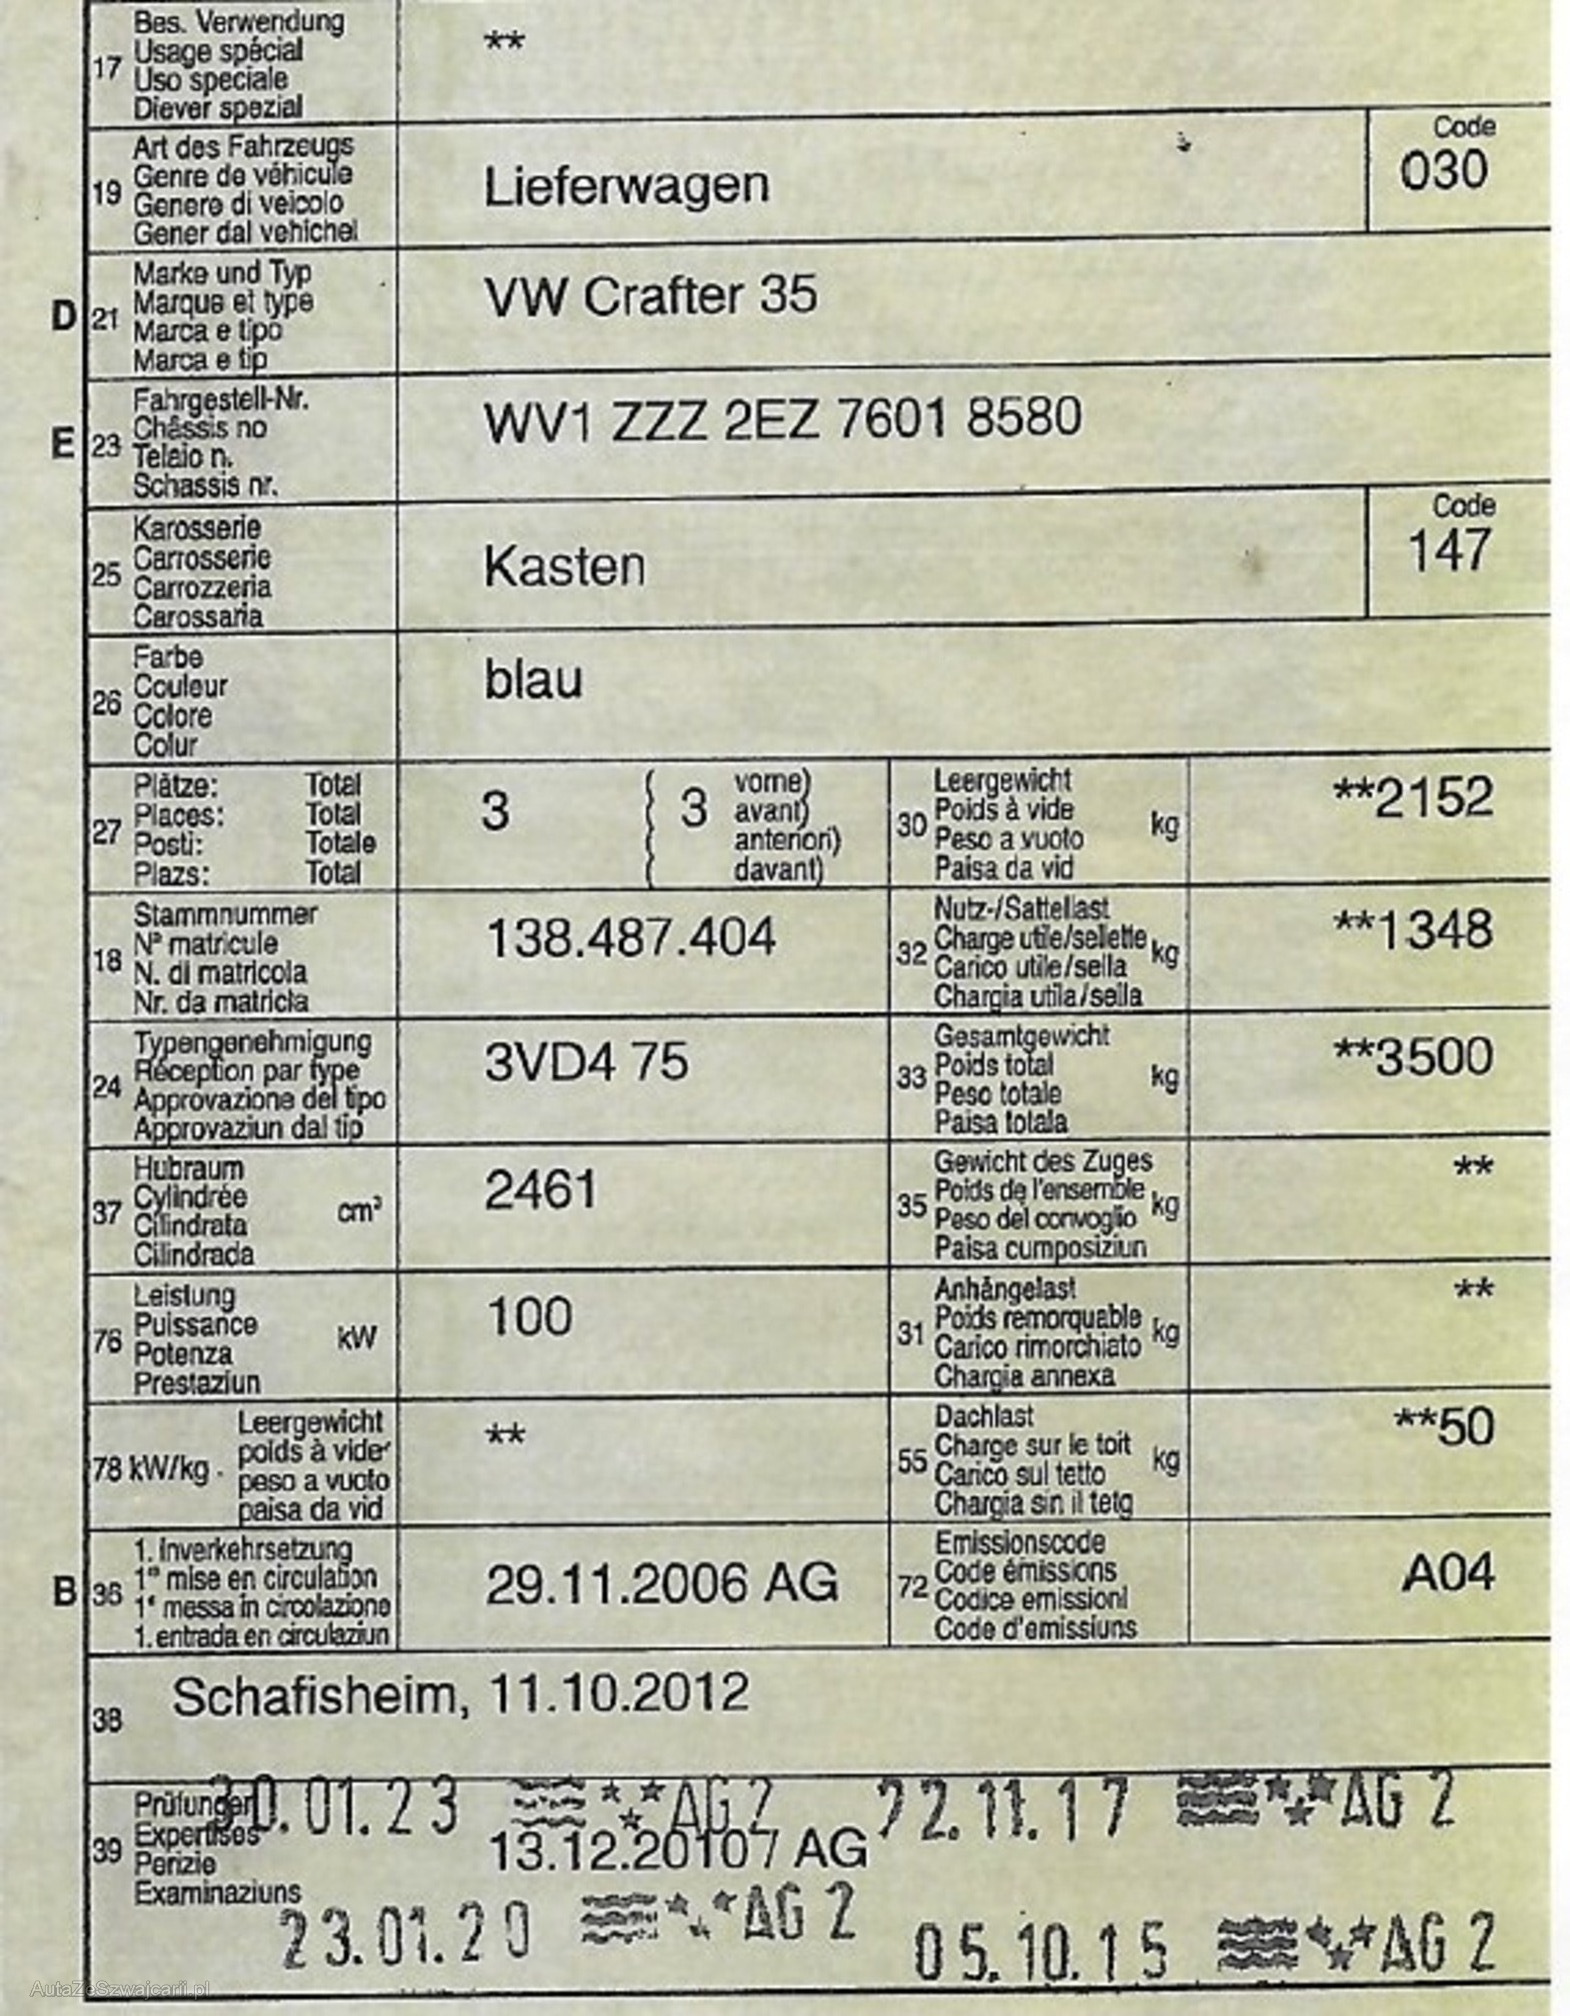 17 Bes. Verwendung
Usage spécial
Uso speciale
Diever spezial
**
19 Art des Fahrzeugs
Genre de véhicule
Genere di veicolo
Gener dal vehichel
Lieferwagen
Code
030
D 21 Marke und Typ
Marque et type
Marca e tipo
Marca e tip
VW Crafter 35
E 23 Fahrgestell-Nr.
Châssis no
Telaio n.
Schassis nr.
WV1 ZZZ 2EZ 7601 8580
25 Karosserie
Carrosserie
Carrozzeria
Carossaria
Kasten
Code
147
26 Farbe
Couleur
Colore
Colur
blau
27 Plätze: Total
Places: Total
Posti: Totale
Plazs: Total
3
( 3 vorne)
( avant)
( anteriori)
( davant)
30 Leergewicht
Poids à vide
Peso a vuoto
Paisa da vid
kg
**2152
18 Stammnummer
Nº matricule
N. di matricola
Nr. da matricla
138.487.404
32 Nutz-/Sattellast
Charge utile/sellette
Carico utile/sella
Chargia utila/sella
kg
**1348
24 Typengenehmigung
Réception par type
Approvazione del tipo
Approvaziun dal tip
3VD4 75
33 Gesamtgewicht
Poids total
Peso totale
Paisa totala
kg
**3500
37 Hubraum
Cylindrée
Cilindrata
Cilindrada
cm³
2461
35 Gewicht des Zuges
Poids de l'ensemble
Peso del convoglio
Paisa cumposiziun
kg
**
76 Leistung
Puissance
Potenza
Prestaziun
kW
100
31 Anhängelast
Poids remorquable
Carico rimorchiato
Chargia annexa
kg
**
78 kW/kg
Leergewicht
poids à vide
peso a vuoto
paisa da vid
**
55 Dachlast
Charge sur le toit
Carico sul tetto
Chargia sin il tetg
kg
**50
B 36 1. Inverkehrsetzung
1re mise en circulation
1a messa in circolazione
1. entrada en circulaziun
29.11.2006 AG
72 Emissionscode
Code émissions
Codice emissioni
Code d'emissiuns
A04
38 Schafisheim, 11.10.2012
39 Prüfungen
Expertises
Perizie
Examinaziuns
30.01.23 AG 2
22.11.17 AG 2
AG
23.01.20 AG 2
05.10.15 AG 2
AutaZeSzwajcarii.pl